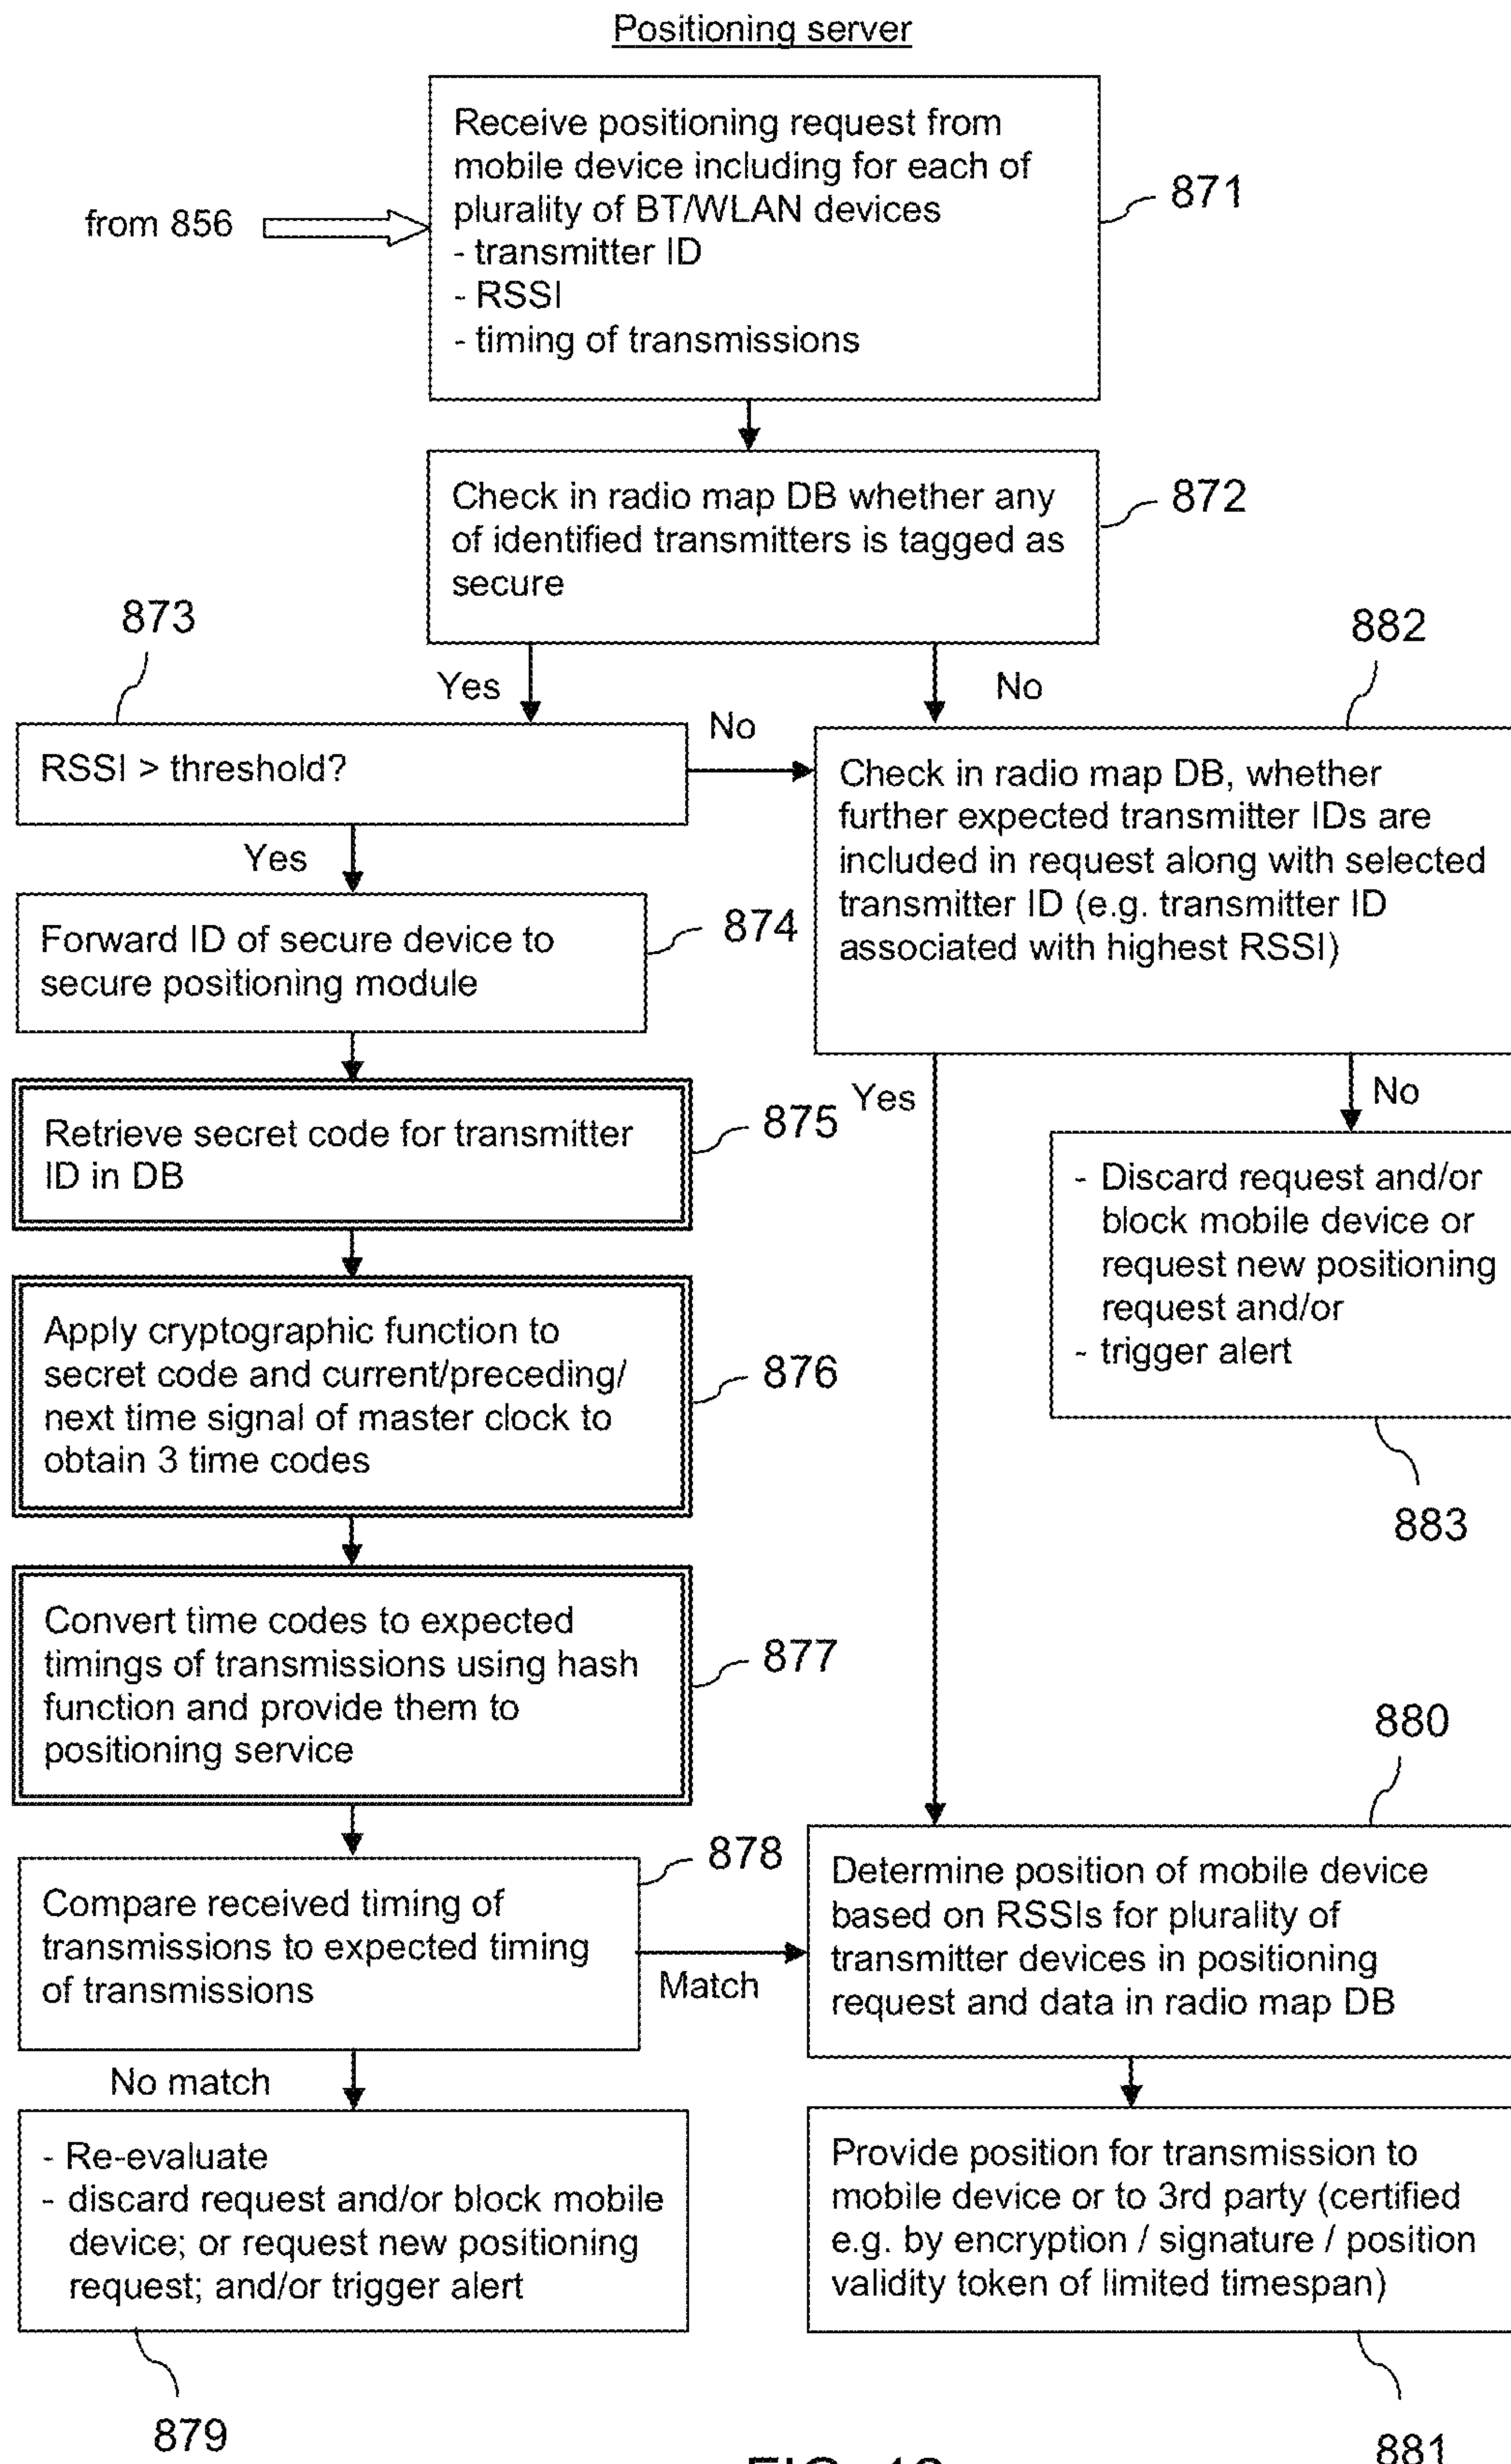 Positioning server
Receive positioning request from
mobile device including for each of
plurality of BT/WLAN devices
- transmitter ID
- RSSI
- timing of transmissions
871
from 856
Check in radio map DB whether any
of identified transmitters is tagged as
secure
872
873
882
Yes
No
RSSI > threshold?
No
Check in radio map DB, whether
further expected transmitter IDs are
included in request along with selected
transmitter ID (e.g. transmitter ID
associated with highest RSSI)
Yes
Forward ID of secure device to
secure positioning module
874
Yes
No
Retrieve secret code for transmitter
ID in DB
875
- Discard request and/or
block mobile device or
request new positioning
request and/or
- trigger alert
883
Apply cryptographic function to
secret code and current/preceding/
next time signal of master clock to
obtain 3 time codes
876
Convert time codes to expected
timings of transmissions using hash
function and provide them to
positioning service
877
880
Compare received timing of
transmissions to expected timing
of transmissions
878
Match
Determine position of mobile device
based on RSSIs for plurality of
transmitter devices in positioning
request and data in radio map DB
No match
- Re-evaluate
- discard request and/or block mobile
device; or request new positioning
request; and/or trigger alert
879
Provide position for transmission to
mobile device or to 3rd party (certified
e.g. by encryption / signature / position
validity token of limited timespan)
881